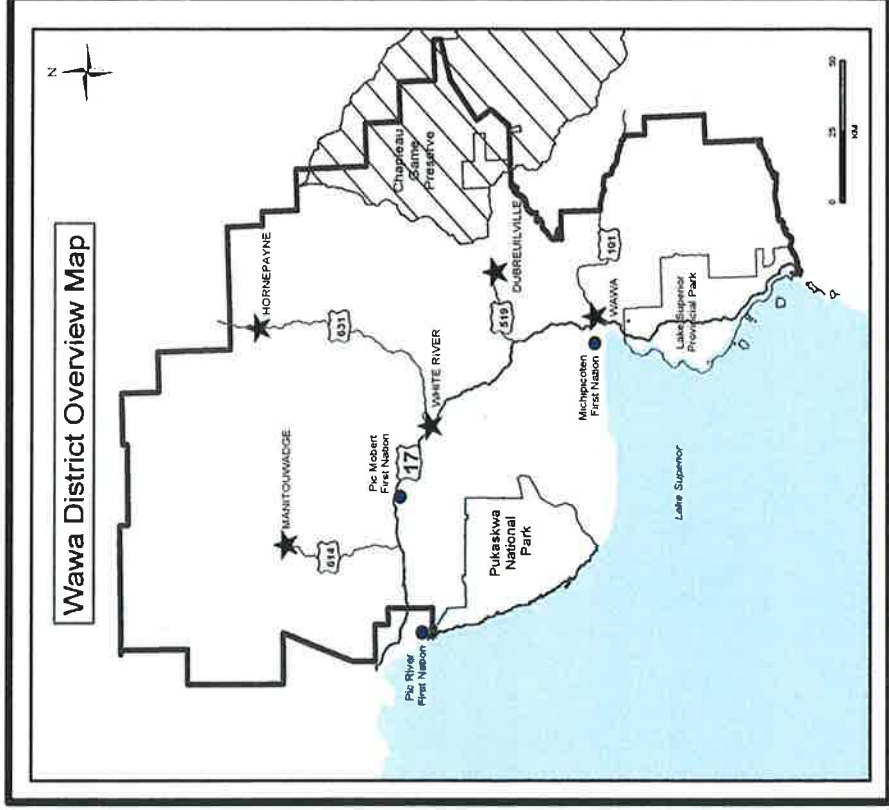 Wawa District Overview Map
N
HORNEPAYNE
631
MANITOUWADGE
614
Chapleau
Game
Preserve
WHITE RIVER
Pic Mobert
First Nation
17
DUBREUILVILLE
519
Pic River
First Nation
Pukaskwa
National
Park
101
WAWA
Michipicoten
First Nation
Lake Superior
Provincial Park
Lake Superior
0
25
50
KM